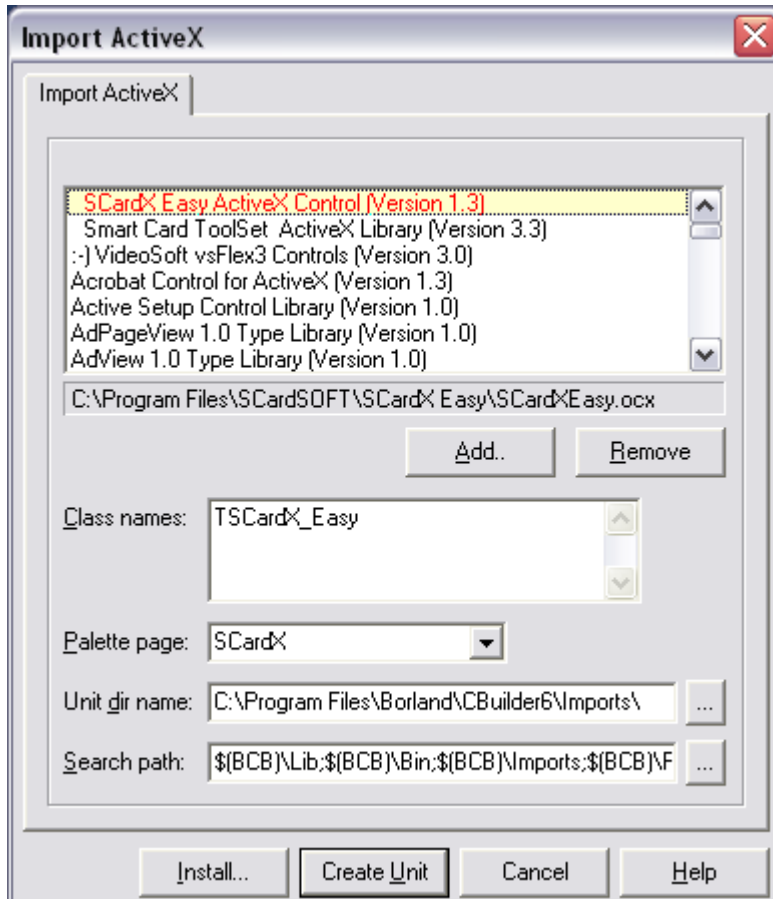 Import ActiveX
Import ActiveX
SCardX Easy ActiveX Control (Version 1.3)
Smart Card ToolSet  ActiveX Library (Version 3.3)
:-) VideoSoft vsFlex3 Controls (Version 3.0)
Acrobat Control for ActiveX (Version 1.3)
Active Setup Control Library (Version 1.0)
AdPageView 1.0 Type Library (Version 1.0)
AdView 1.0 Type Library (Version 1.0)
C:\Program Files\SCardSOFT\SCardX Easy\SCardXEasy.ocx
Add.. Remove
Class names: TSCardX_Easy
Palette page: SCardX
Unit dir name: C:\Program Files\Borland\CBuilder6\Imports\ ...
Search path: $(BCB)\Lib;$(BCB)\Bin;$(BCB)\Imports;$(BCB)\F ...
Install... Create Unit Cancel Help